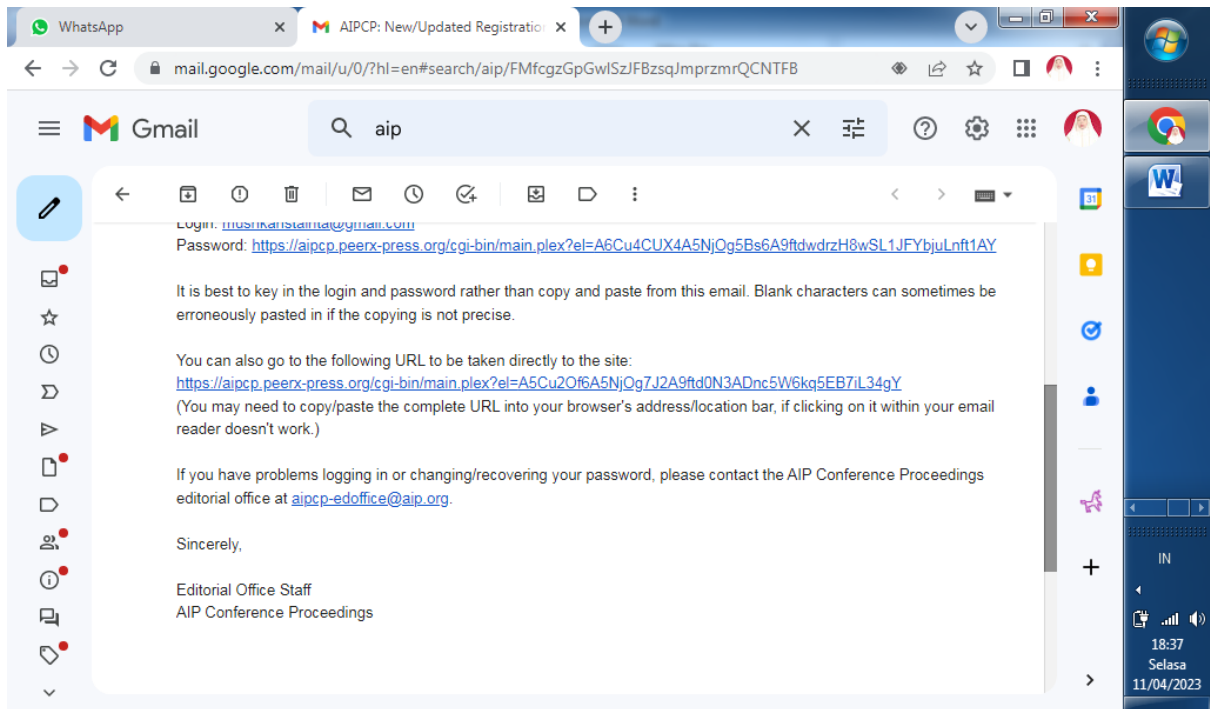 WhatsApp
AIPCP: New/Updated Registration
mail.google.com/mail/u/0/?hl=en#search/aip/FMfcgzGpGwlSzJFBzsqJmprzmrQCNTFB
Gmail
aip
Login: mushkanstainta@gmail.com
Password: https://aipcp.peerx-press.org/cgi-bin/main.plex?el=A6Cu4CUX4A5NjOg5Bs6A9ftdwdrzH8wSL1JFYbjuLnft1AY
It is best to key in the login and password rather than copy and paste from this email. Blank characters can sometimes be
erroneously pasted in if the copying is not precise.
You can also go to the following URL to be taken directly to the site:
https://aipcp.peerx-press.org/cgi-bin/main.plex?el=A5Cu2Of6A5NjOg7J2A9ftd0N3ADnc5W6kq5EB7iL34gY
(You may need to copy/paste the complete URL into your browser's address/location bar, if clicking on it within your email
reader doesn't work.)
If you have problems logging in or changing/recovering your password, please contact the AIP Conference Proceedings
editorial office at aipcp-edoffice@aip.org.
Sincerely,
Editorial Office Staff
AIP Conference Proceedings
31
W
IN
18:37
Selasa
11/04/2023